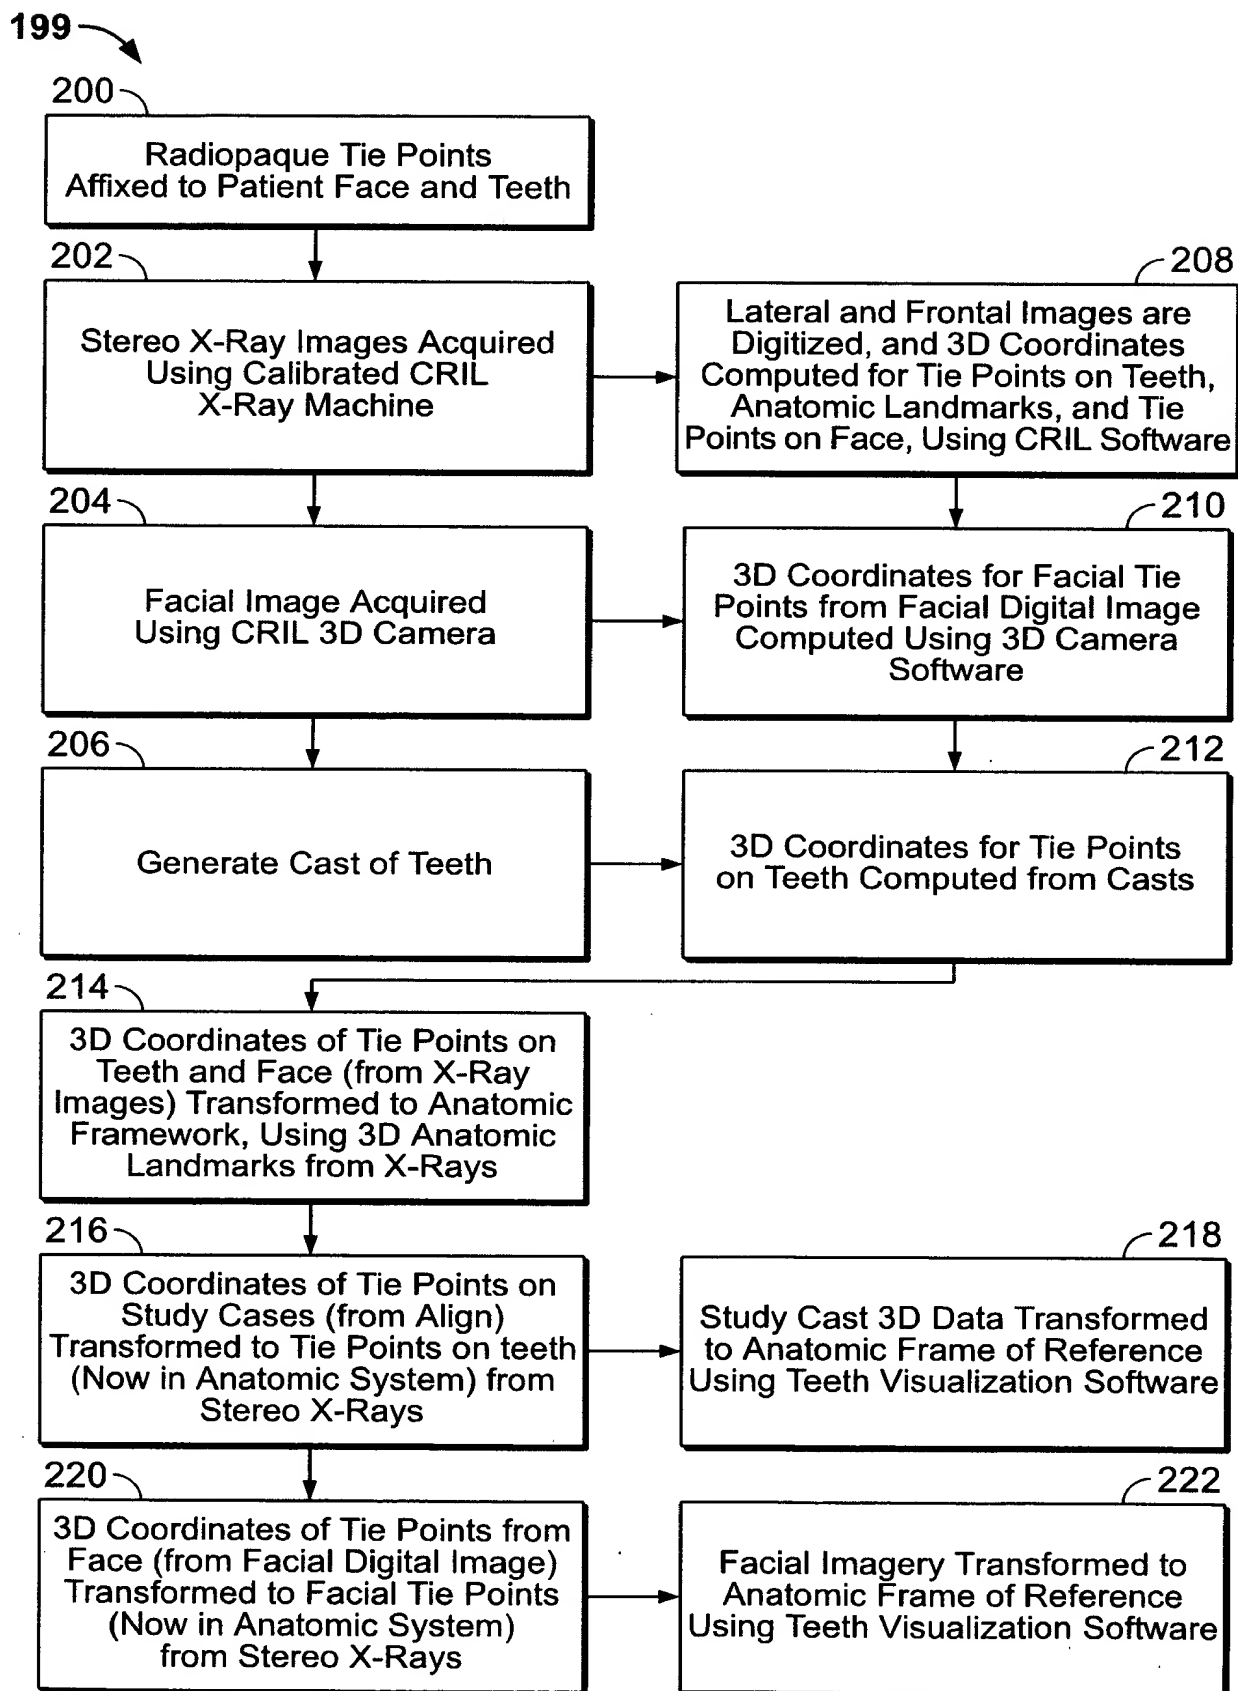 199
200
Radiopaque Tie Points
Affixed to Patient Face and Teeth
202
Stereo X-Ray Images Acquired
Using Calibrated CRIL
X-Ray Machine
208
Lateral and Frontal Images are
Digitized, and 3D Coordinates
Computed for Tie Points on Teeth,
Anatomic Landmarks, and Tie
Points on Face, Using CRIL Software
204
Facial Image Acquired
Using CRIL 3D Camera
210
3D Coordinates for Facial Tie
Points from Facial Digital Image
Computed Using 3D Camera
Software
206
Generate Cast of Teeth
212
3D Coordinates for Tie Points
on Teeth Computed from Casts
214
3D Coordinates of Tie Points on
Teeth and Face (from X-Ray
Images) Transformed to Anatomic
Framework, Using 3D Anatomic
Landmarks from X-Rays
216
3D Coordinates of Tie Points on
Study Cases (from Align)
Transformed to Tie Points on teeth
(Now in Anatomic System) from
Stereo X-Rays
218
Study Cast 3D Data Transformed
to Anatomic Frame of Reference
Using Teeth Visualization Software
220
3D Coordinates of Tie Points from
Face (from Facial Digital Image)
Transformed to Facial Tie Points
(Now in Anatomic System)
from Stereo X-Rays
222
Facial Imagery Transformed to
Anatomic Frame of Reference
Using Teeth Visualization Software